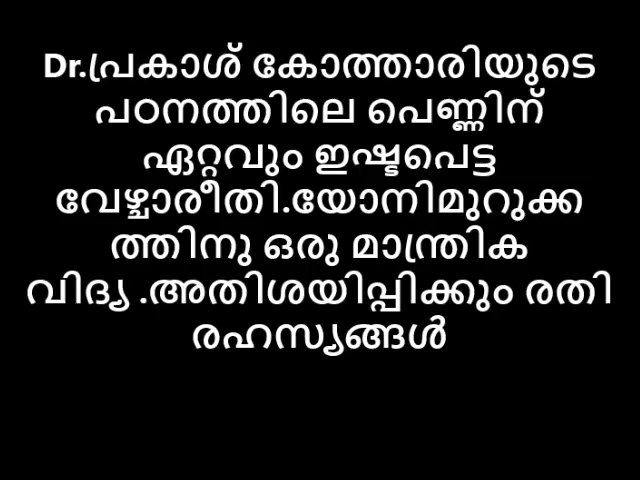 Dr.പ്രകാശ് കോത്താരിയുടെ
പഠനത്തിലെ പെണ്ണിന്
ഏറ്റവും ഇഷ്ടപെട്ട
വേഴ്ചാരീതി.യോനിമുറുക്ക
ത്തിനു ഒരു മാന്ത്രിക
വിദ്യ .അതിശയിപ്പിക്കും രതി
രഹസ്യങ്ങൾ